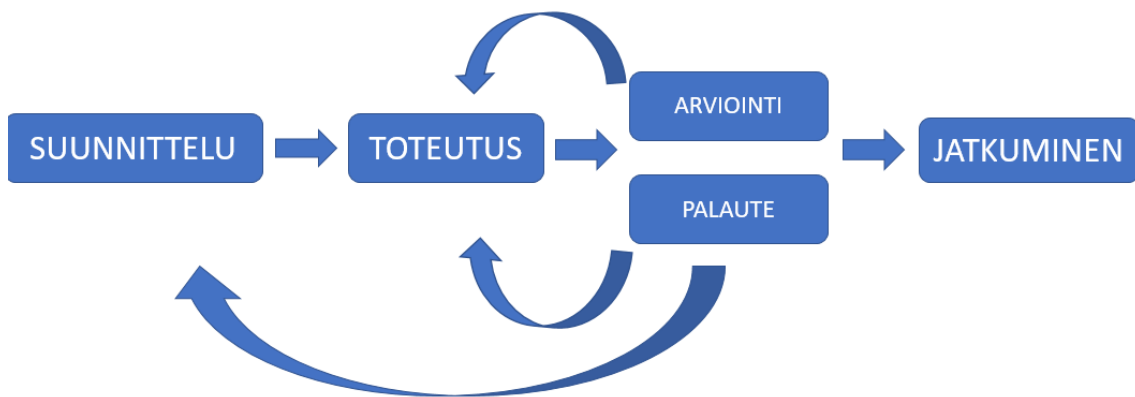 SUUNNITTELU
TOTEUTUS
ARVIOINTI
PALAUTE
JATKUMINEN